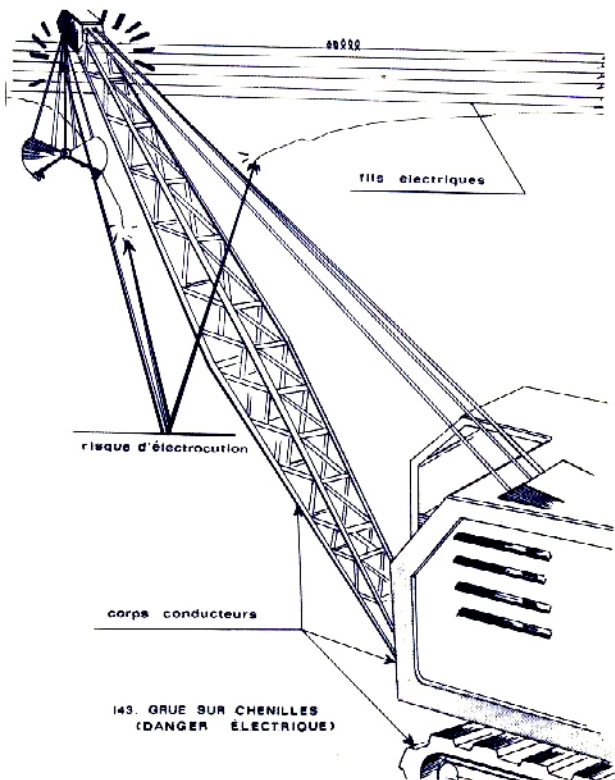 fils électriques
risque d'électrocution
corps conducteurs
143. GRUE SUR CHENILLES
(DANGER ÉLECTRIQUE)